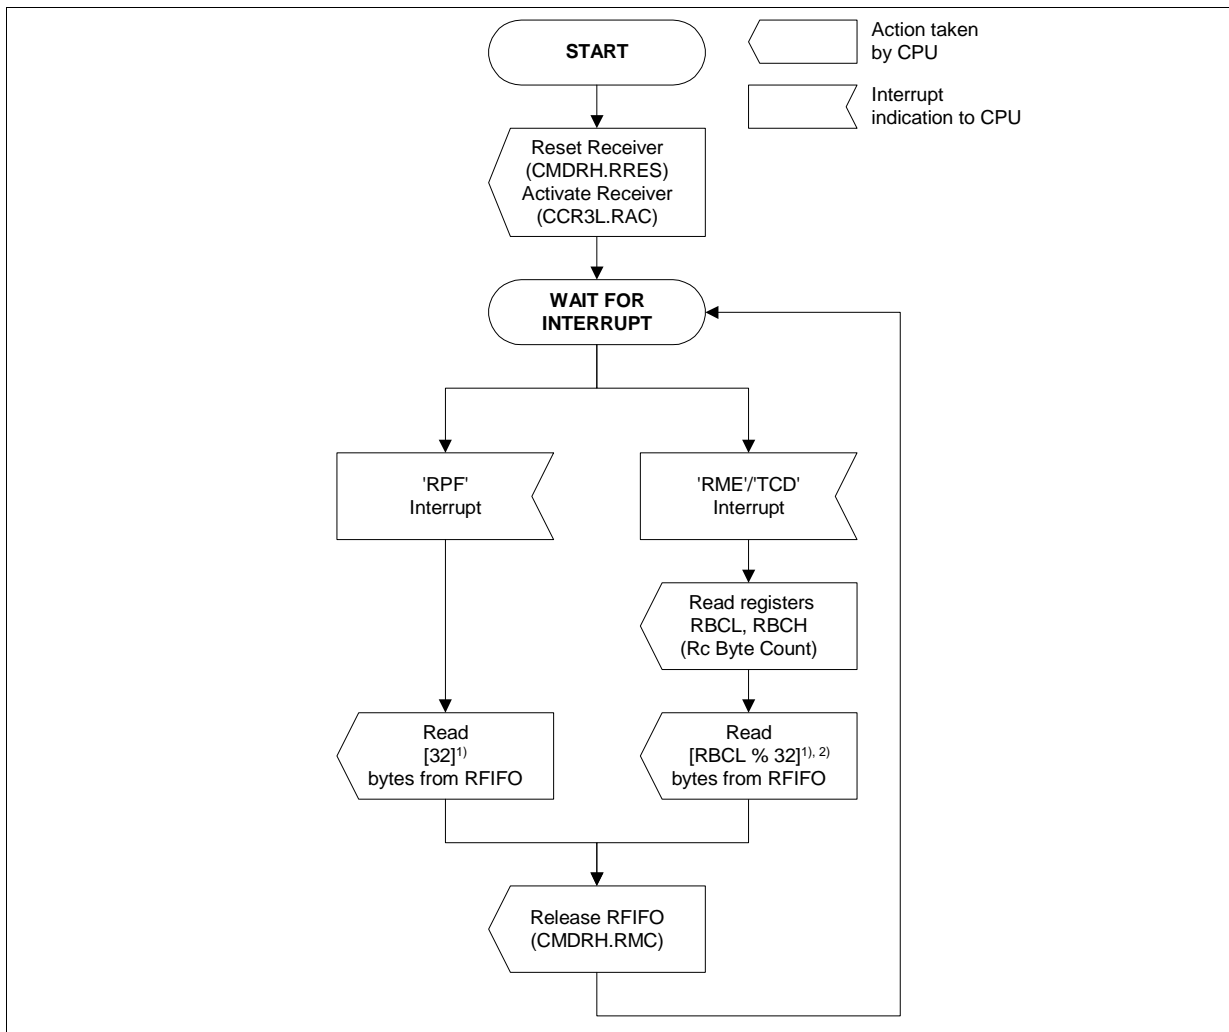 START
Action taken
by CPU
Interrupt
indication to CPU
Reset Receiver
(CMDRH.RRES)
Activate Receiver
(CCR3L.RAC)
WAIT FOR
INTERRUPT
'RPF'
Interrupt
'RME'/'TCD'
Interrupt
Read registers
RBCL, RBCH
(Rc Byte Count)
Read
[32]1)
bytes from RFIFO
Read
[RBCL % 32]1), 2)
bytes from RFIFO
Release RFIFO
(CMDRH.RMC)